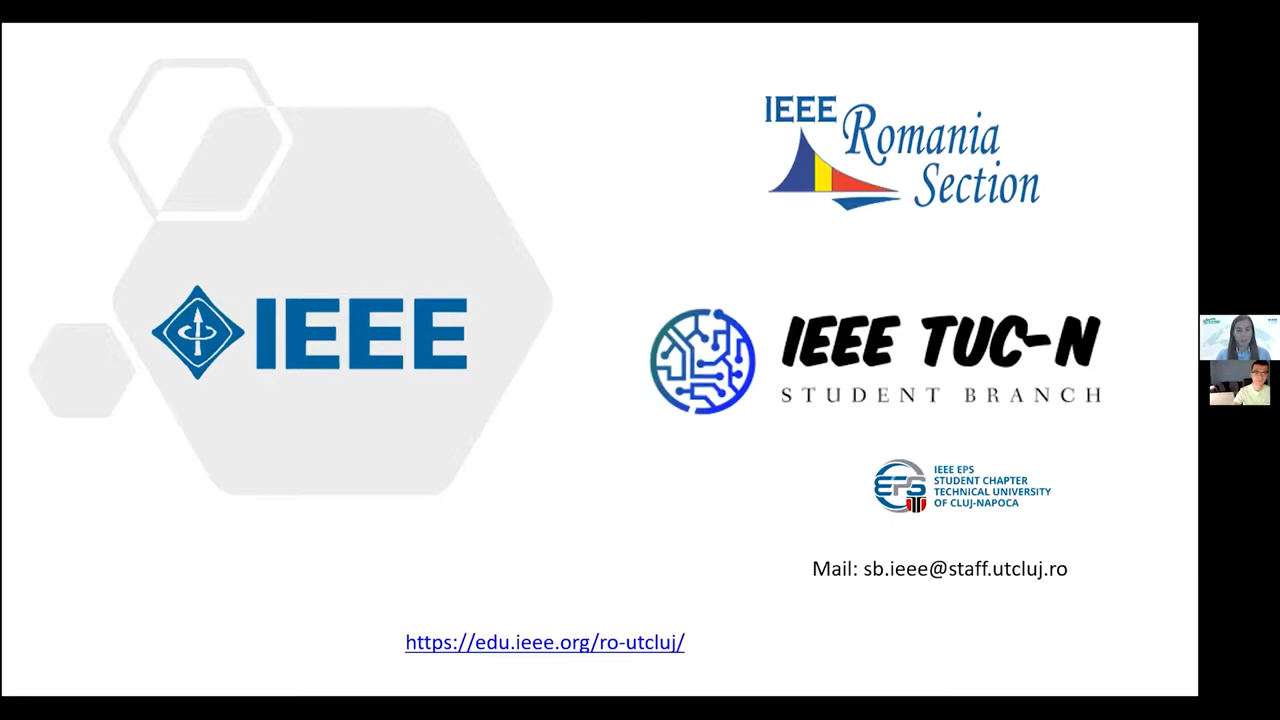 IEEE
IEEE Romania
Section
IEEE TUC-N
STUDENT BRANCH
EPS
IEEE EPS
STUDENT CHAPTER
TECHNICAL UNIVERSITY
OF CLUJ-NAPOCA
Mail: sb.ieee@staff.utcluj.ro
https://edu.ieee.org/ro-utcluj/